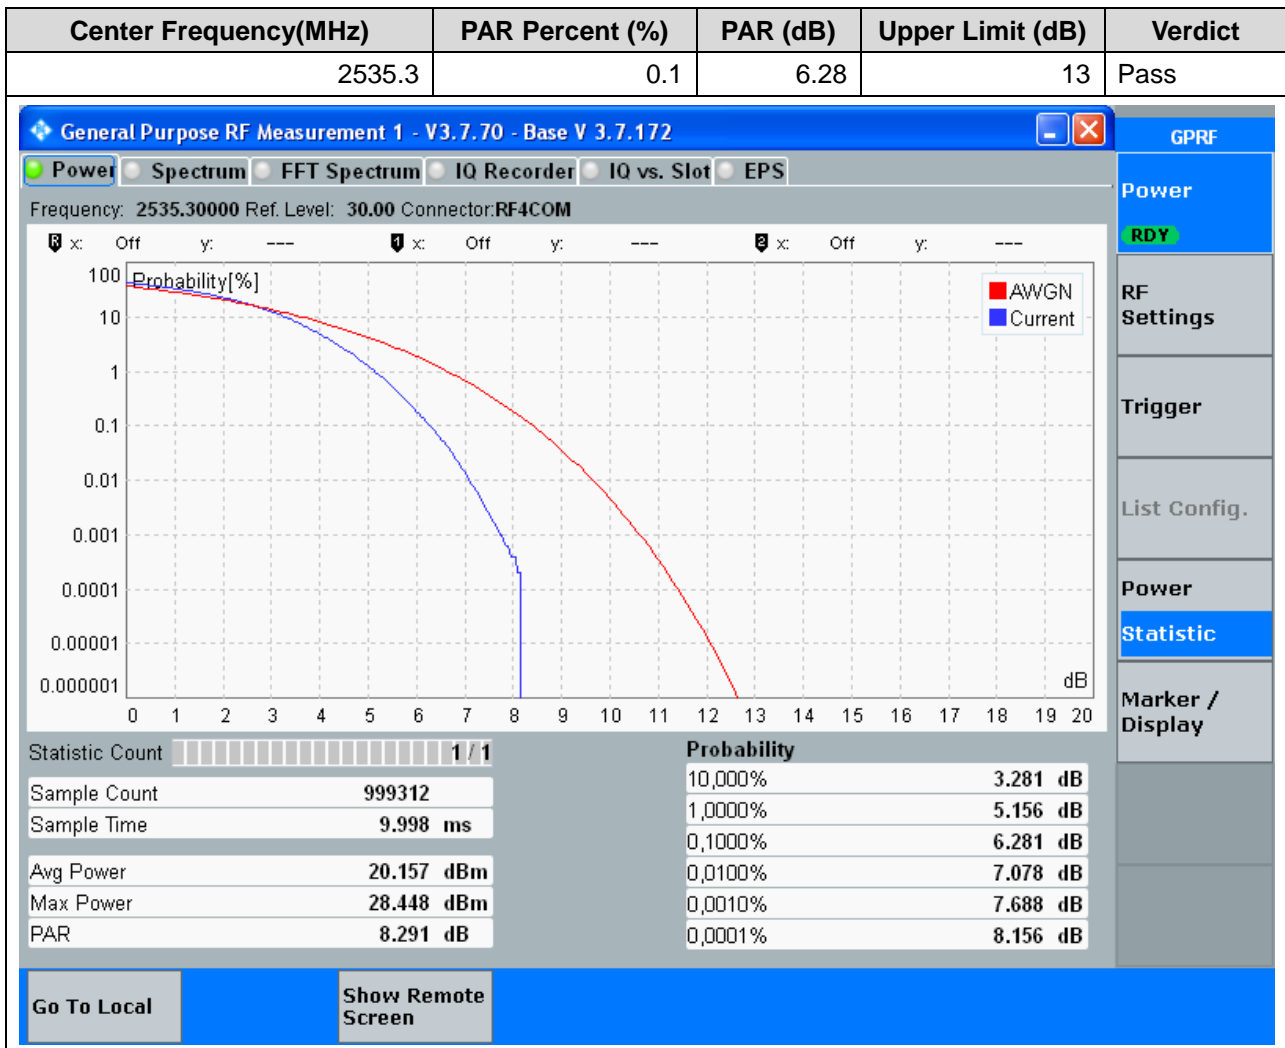 Center Frequency(MHz) PAR Percent (%) PAR (dB) Upper Limit (dB) Verdict
2535.3 0.1 6.28 13 Pass
General Purpose RF Measurement 1 - V3.7.70 - Base V 3.7.172
GPRF
Power Spectrum FFT Spectrum IQ Recorder IQ vs. Slot EPS
Frequency: 2535.30000 Ref. Level: 30.00 Connector:RF4COM
R x: Off y: --- 1 x: Off y: --- 2 x: Off y: ---
Probability[%]
AWGN
Current
100
10
1
0.1
0.01
0.001
0.0001
0.00001
0.000001
dB
0 1 2 3 4 5 6 7 8 9 10 11 12 13 14 15 16 17 18 19 20
Statistic Count 1 / 1
Sample Count 999312
Sample Time 9.998 ms
Avg Power 20.157 dBm
Max Power 28.448 dBm
PAR 8.291 dB
Probability
10,000% 3.281 dB
1,0000% 5.156 dB
0,1000% 6.281 dB
0,0100% 7.078 dB
0,0010% 7.688 dB
0,0001% 8.156 dB
Power
RDY
RF
Settings
Trigger
List Config.
Power
Statistic
Marker /
Display
Go To Local
Show Remote
Screen